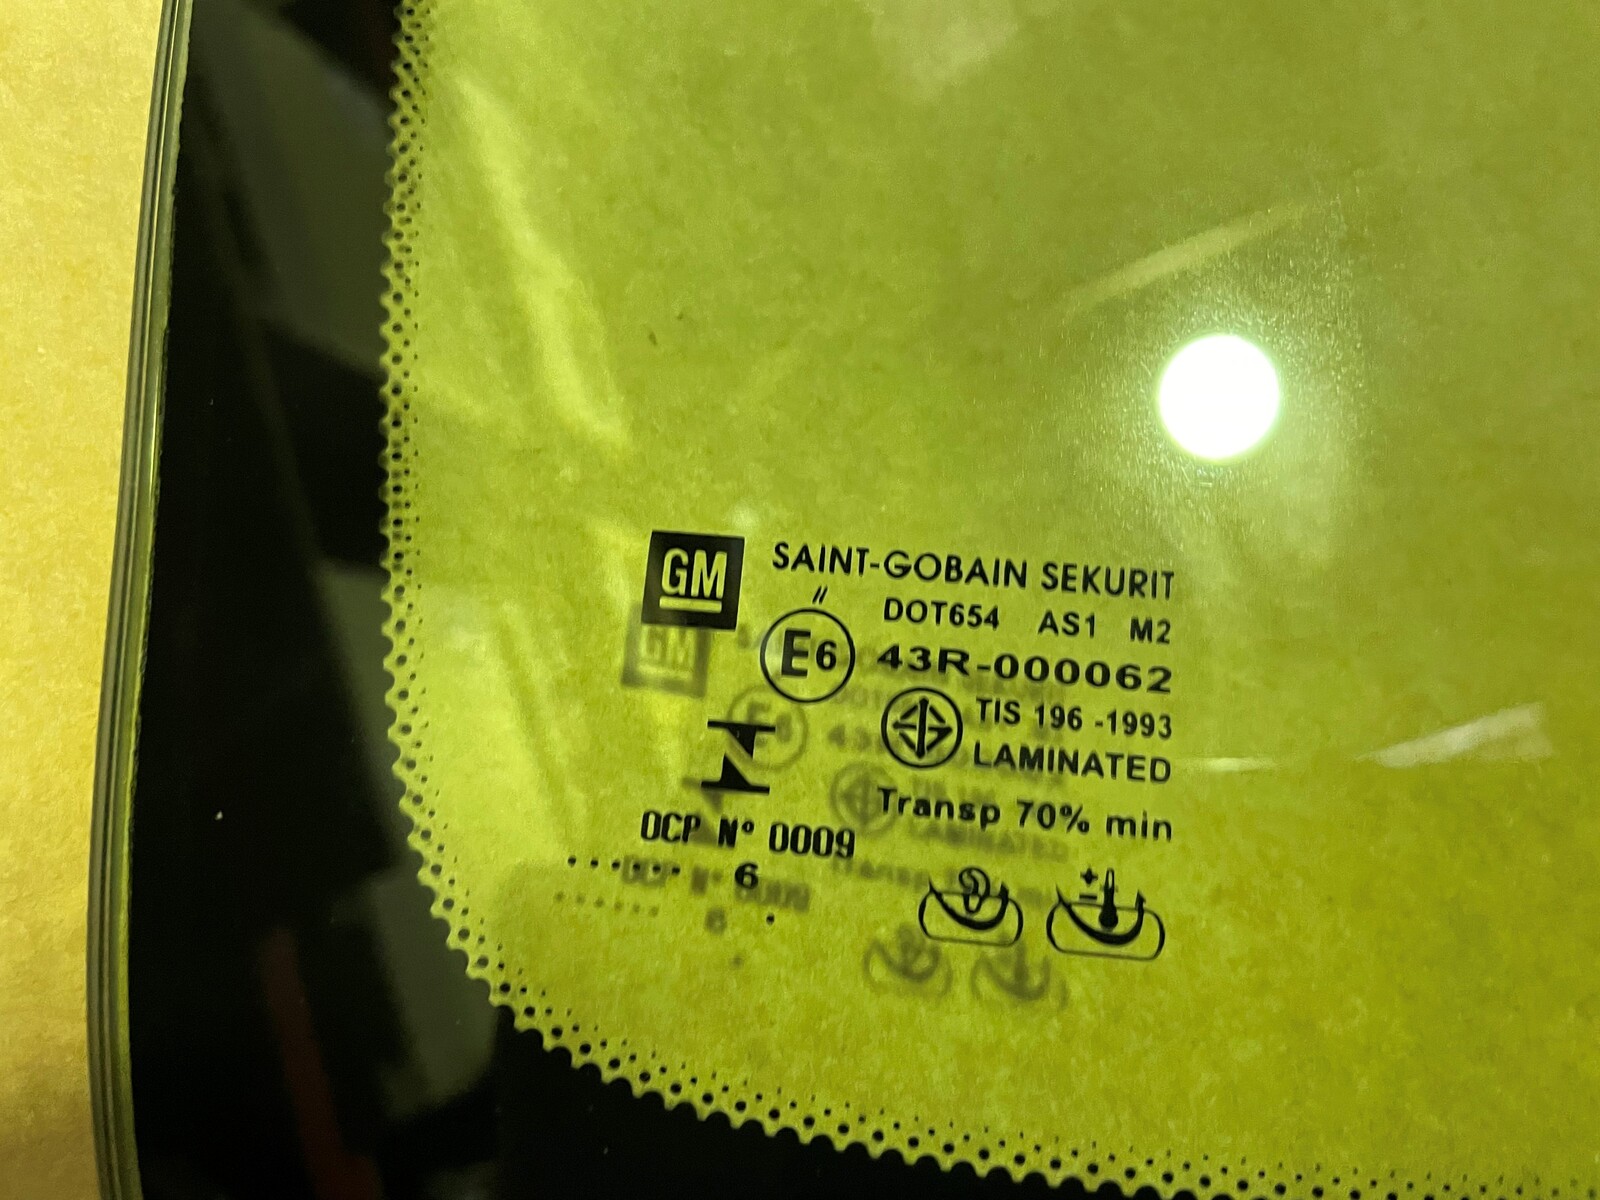 GM
SAINT-GOBAIN SEKURIT
//
DOT654 AS1 M2
E6 43R-000062
TIS 196 -1993
LAMINATED
Transp 70% min
OCP Nº 0009
....... 6
.
+
-